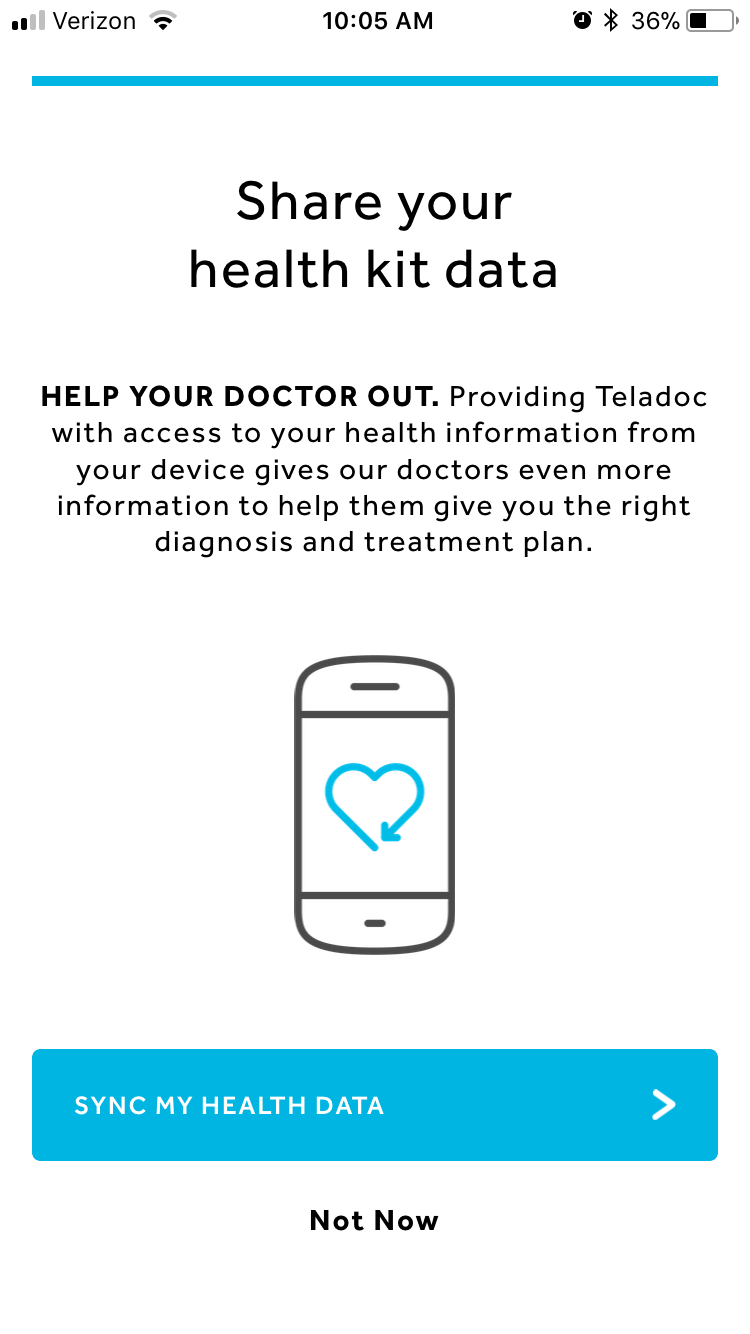 Verizon 10:05 AM 36%
Share your
health kit data
HELP YOUR DOCTOR OUT. Providing Teladoc
with access to your health information from
your device gives our doctors even more
information to help them give you the right
diagnosis and treatment plan.
SYNC MY HEALTH DATA
Not Now